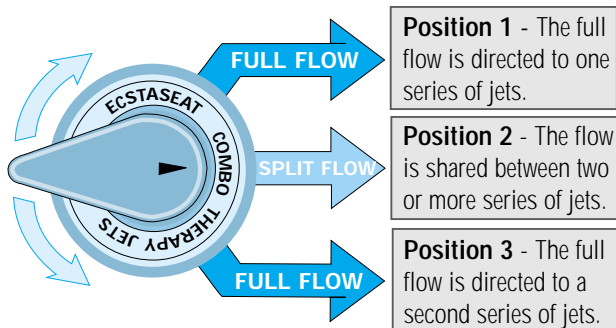 ECSTASEAT
COMBO
THERAPY JETS
FULL FLOW
Position 1 - The full
flow is directed to one
series of jets.
SPLIT FLOW
Position 2 - The flow
is shared between two
or more series of jets.
FULL FLOW
Position 3 - The full
flow is directed to a
second series of jets.